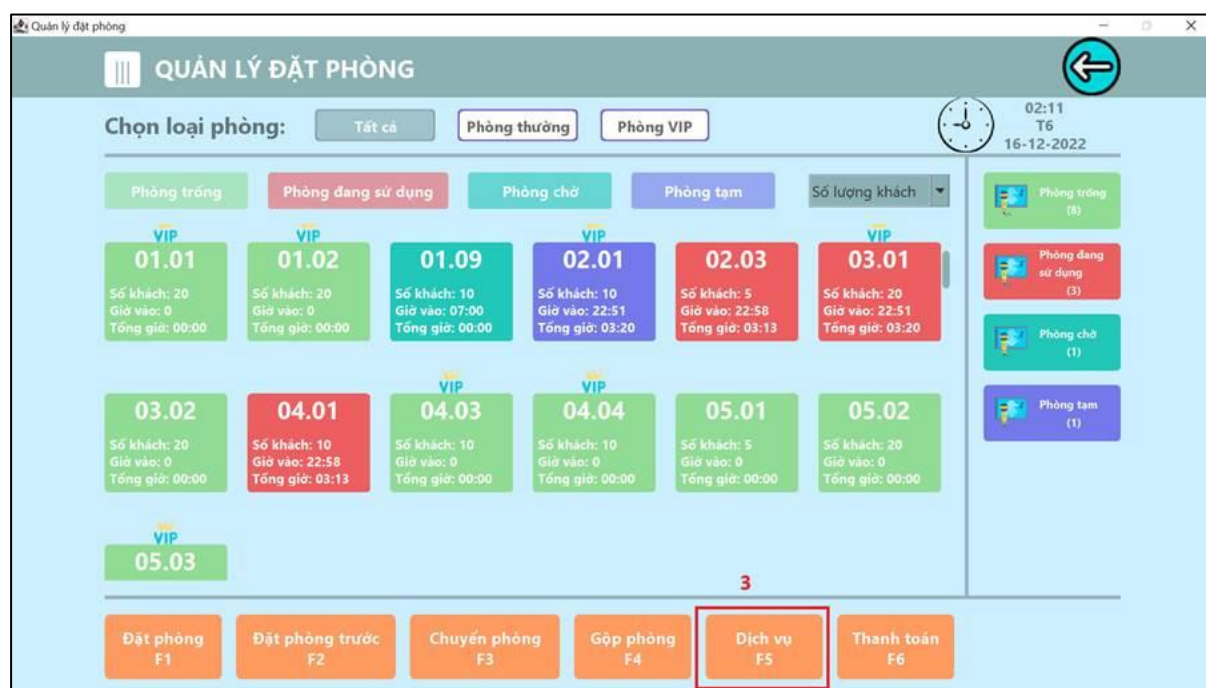 Quản lý đặt phòng
QUẢN LÝ ĐẶT PHÒNG
Chọn loại phòng:
Tất cả
Phòng thường
Phòng VIP
02:11
T6
16-12-2022
Phòng trống
Phòng đang sử dụng
Phòng chờ
Phòng tạm
Số lượng khách
VIP
01.01
Số khách: 20
Giờ vào: 0
Tổng giờ: 00:00
VIP
01.02
Số khách: 20
Giờ vào: 0
Tổng giờ: 00:00
01.09
Số khách: 10
Giờ vào: 07:00
Tổng giờ: 00:00
VIP
02.01
Số khách: 10
Giờ vào: 22:51
Tổng giờ: 03:20
02.03
Số khách: 5
Giờ vào: 22:58
Tổng giờ: 03:13
VIP
03.01
Số khách: 20
Giờ vào: 22:51
Tổng giờ: 03:20
03.02
Số khách: 20
Giờ vào: 0
Tổng giờ: 00:00
04.01
Số khách: 10
Giờ vào: 22:58
Tổng giờ: 03:13
VIP
04.03
Số khách: 10
Giờ vào: 0
Tổng giờ: 00:00
VIP
04.04
Số khách: 10
Giờ vào: 0
Tổng giờ: 00:00
05.01
Số khách: 5
Giờ vào: 0
Tổng giờ: 00:00
05.02
Số khách: 20
Giờ vào: 0
Tổng giờ: 00:00
VIP
05.03
Phòng trống
(8)
Phòng đang
sử dụng
(3)
Phòng chờ
(1)
Phòng tạm
(1)
3
Đặt phòng
F1
Đặt phòng trước
F2
Chuyển phòng
F3
Gộp phòng
F4
Dịch vụ
F5
Thanh toán
F6